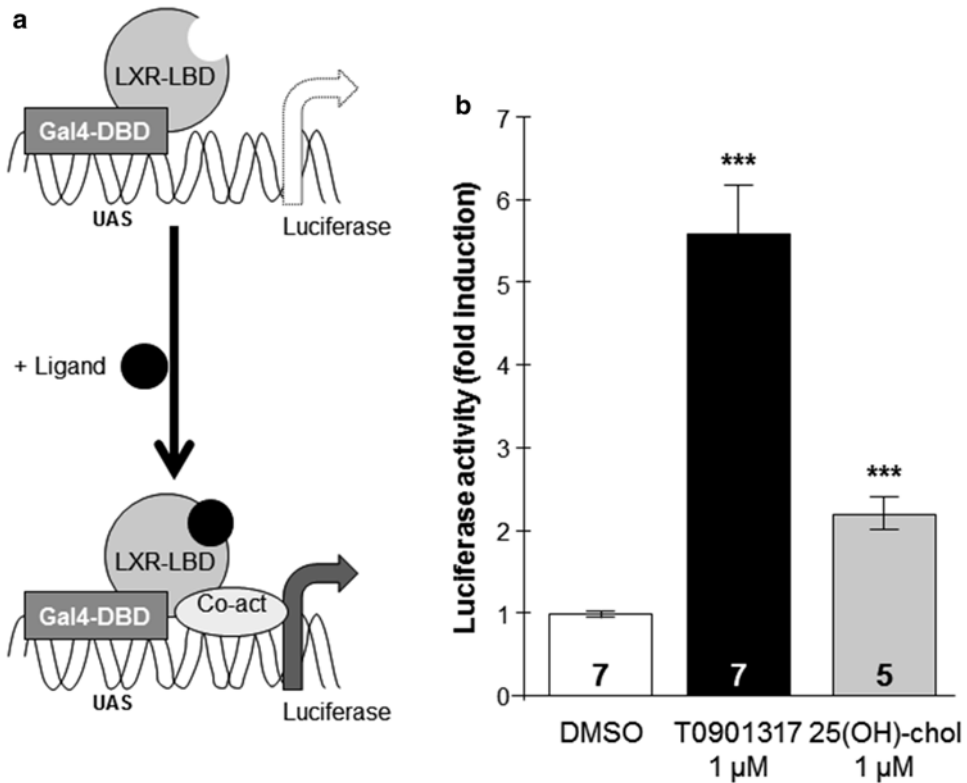 a
LXR-LBD
Gal4-DBD
UAS
Luciferase
+ Ligand
LXR-LBD
Gal4-DBD
Co-act
UAS
Luciferase
b
Luciferase activity (fold induction)
7
6
5
4
3
2
1
0
***
***
7
7
5
DMSO
T0901317
1 µM
25(OH)-chol
1 µM